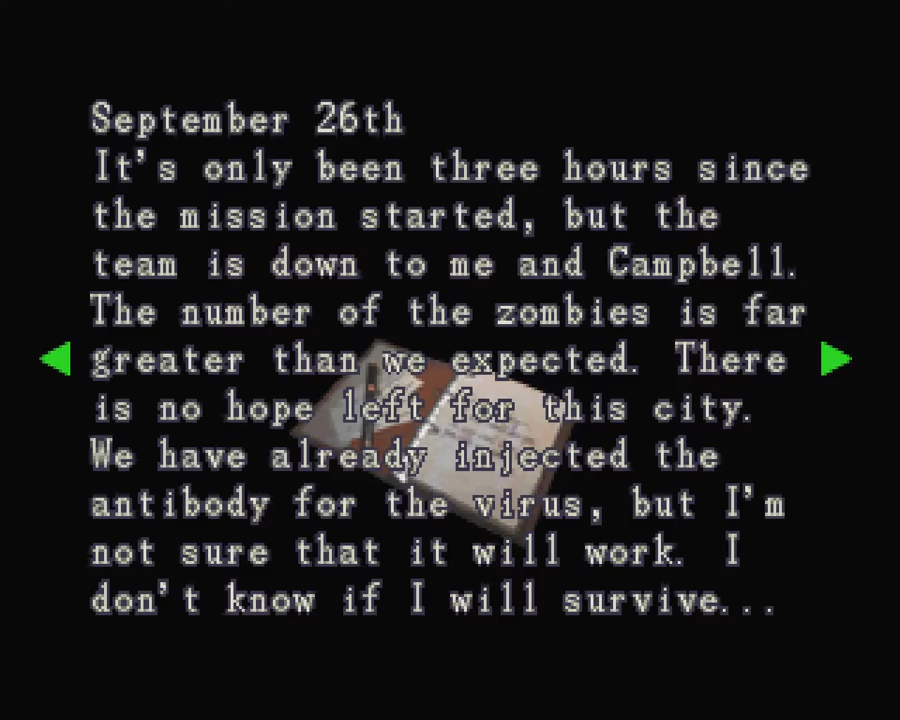 September 26th
It's only been three hours since
the mission started, but the
team is down to me and Campbell.
The number of the zombies is far
greater than we expected. There
is no hope left for this city.
We have already injected the
antibody for the virus, but I'm
not sure that it will work. I
don't know if I will survive...